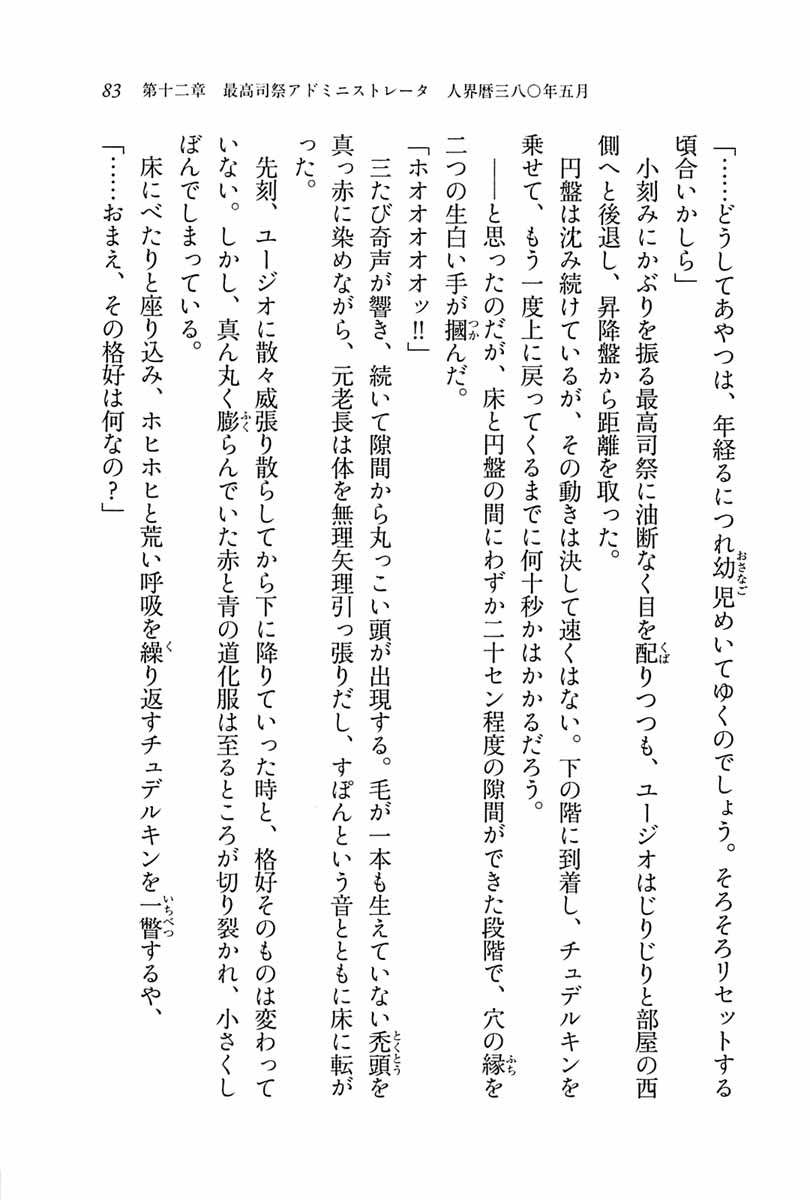 83　第十二章　最高司祭アドミニストレータ　人界暦三八〇年五月
「……どうしてあやつは、年経るにつれ幼児めいてゆくのでしょう。そろそろリセットする
頃合いかしら」
　小刻みにかぶりを振る最高司祭に油断なく目を配りつつも、ユージオはじりじりと部屋の西
側へと後退し、昇降盤から距離を取った。
　円盤は沈み続けているが、その動きは決して速くはない。下の階に到着し、チュデルキンを
乗せて、もう一度上に戻ってくるまでに何十秒かはかかるだろう。
　――と思ったのだが、床と円盤の間にわずか二十セン程度の隙間ができた段階で、穴の縁を
二つの生白い手が摑んだ。
「ホオオオオオッ!!」
　三たび奇声が響き、続いて隙間から丸っこい頭が出現する。毛が一本も生えていない禿頭を
真っ赤に染めながら、元老長は体を無理矢理引っ張りだし、すぽんという音とともに床に転が
った。
　先刻、ユージオに散々威張り散らしてから下に降りていった時と、格好そのものは変わって
いない。しかし、真ん丸く膨らんでいた赤と青の道化服は至るところが切り裂かれ、小さくし
ぼんでしまっている。
　床にべたりと座り込み、ホヒホヒと荒い呼吸を繰り返すチュデルキンを一瞥するや、
「……おまえ、その格好は何なの？」